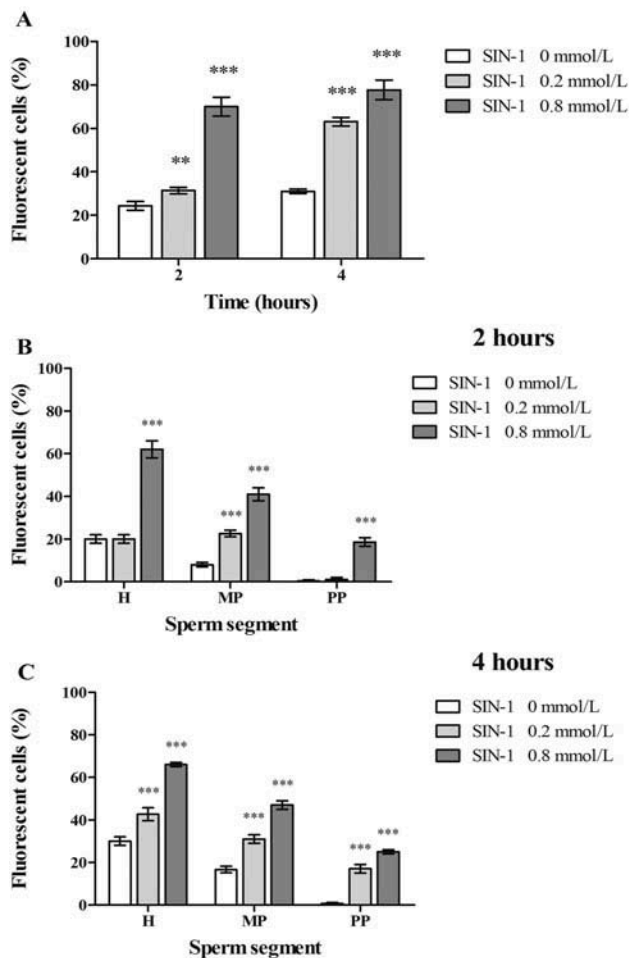 A
Fluorescent cells (%)
100
80
60
40
20
0
**
***
***
***
2
4
Time (hours)
SIN-1 0 mmol/L
SIN-1 0.2 mmol/L
SIN-1 0.8 mmol/L
2 hours
B
Fluorescent cells (%)
100
80
60
40
20
0
***
***
***
***
H
MP
PP
Sperm segment
SIN-1 0 mmol/L
SIN-1 0.2 mmol/L
SIN-1 0.8 mmol/L
4 hours
C
Fluorescent cells (%)
100
80
60
40
20
0
***
***
***
***
***
***
H
MP
PP
Sperm segment
SIN-1 0 mmol/L
SIN-1 0.2 mmol/L
SIN-1 0.8 mmol/L